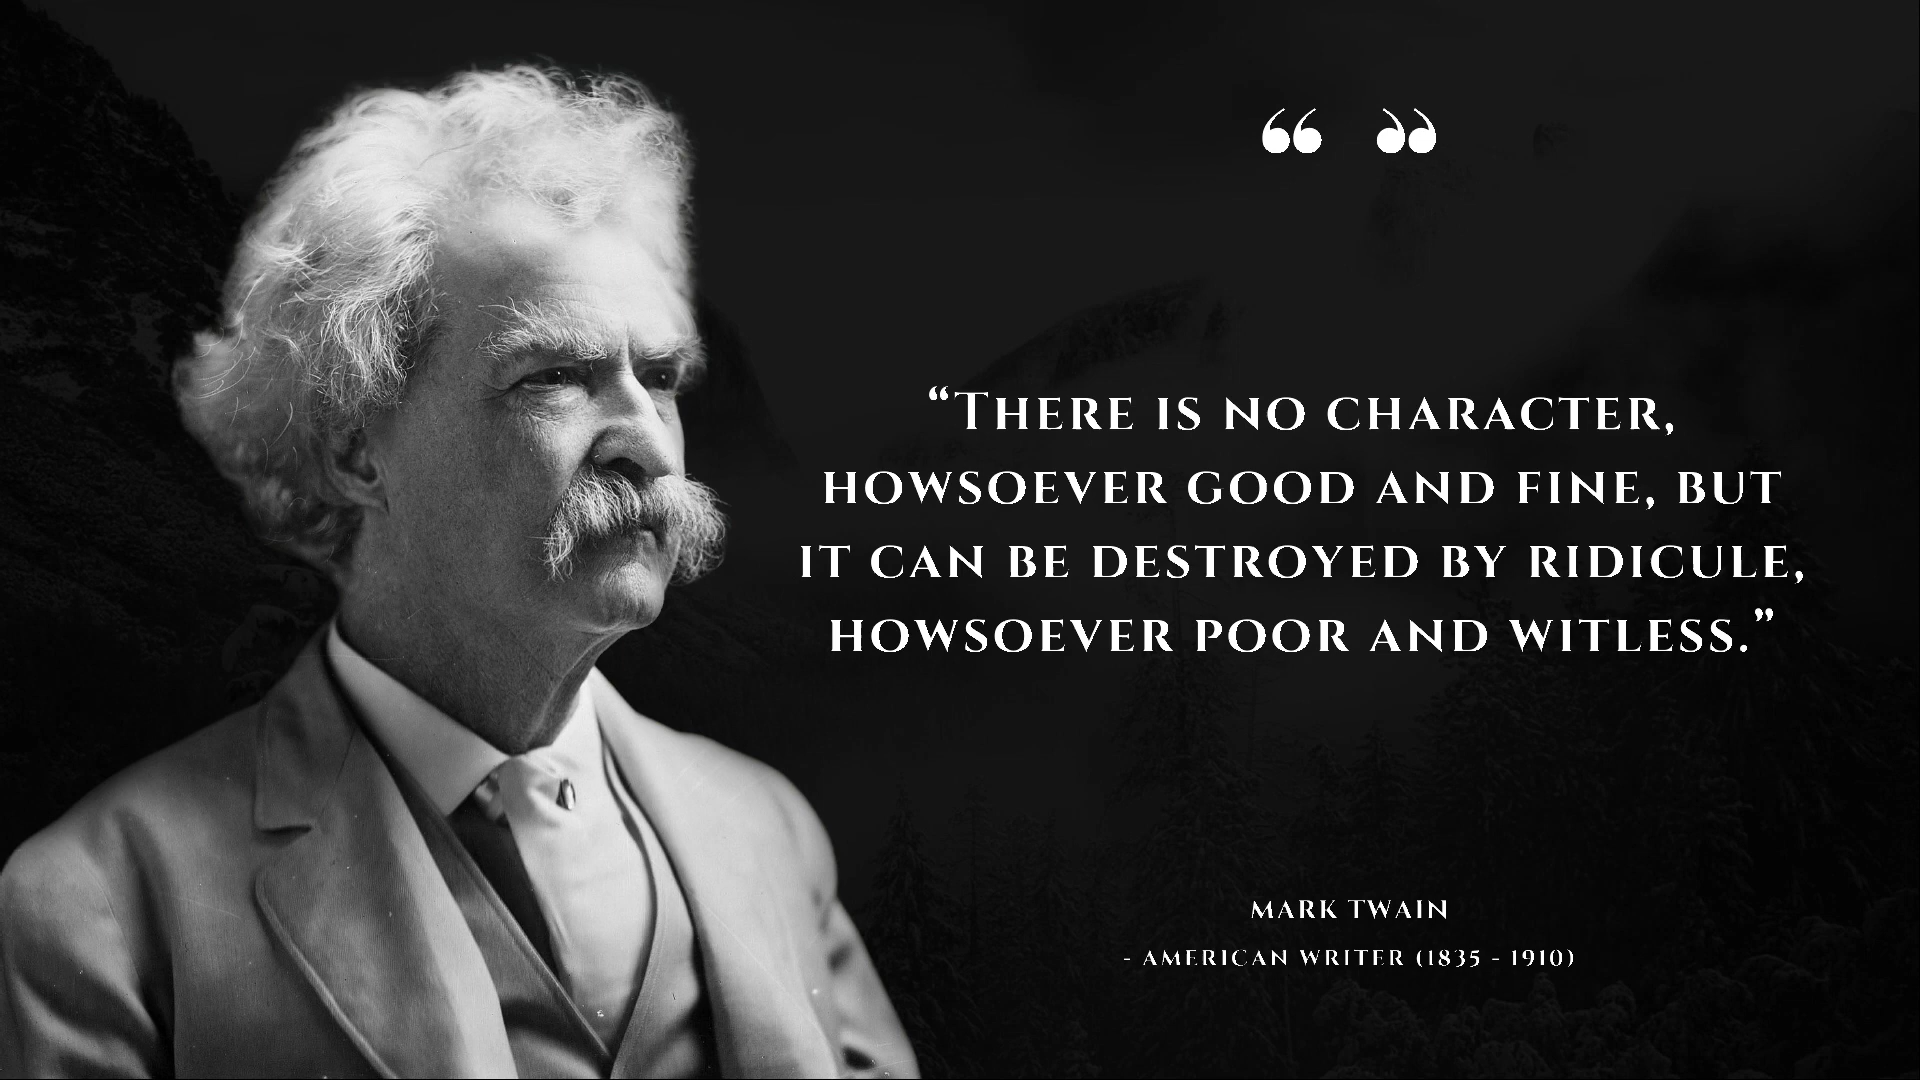 “ ”
“There is no character,
howsoever good and fine, but
it can be destroyed by ridicule,
howsoever poor and witless.”
Mark Twain
- American Writer (1835 - 1910)